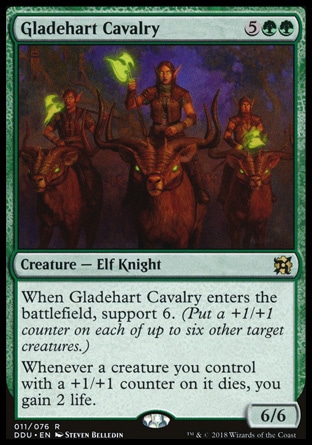 Gladehart Cavalry 5
Creature — Elf Knight
When Gladehart Cavalry enters the
battlefield, support 6. (Put a +1/+1
counter on each of up to six other target
creatures.)
Whenever a creature you control
with a +1/+1 counter on it dies, you
gain 2 life.
6/6
011/076 R
DDU • EN Steven Belledin
™ & © 2018 Wizards of the Coast